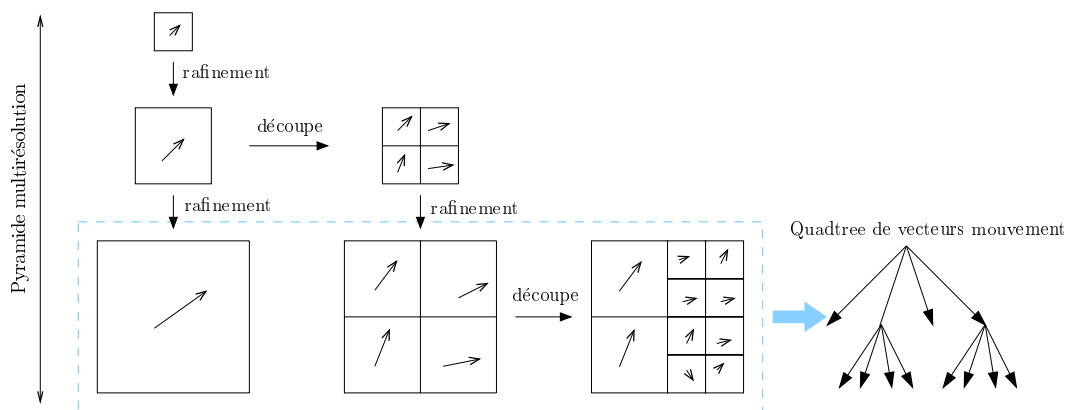 Pyramide multirésolution
rafinement
découpe
rafinement
rafinement
découpe
Quadtree de vecteurs mouvement